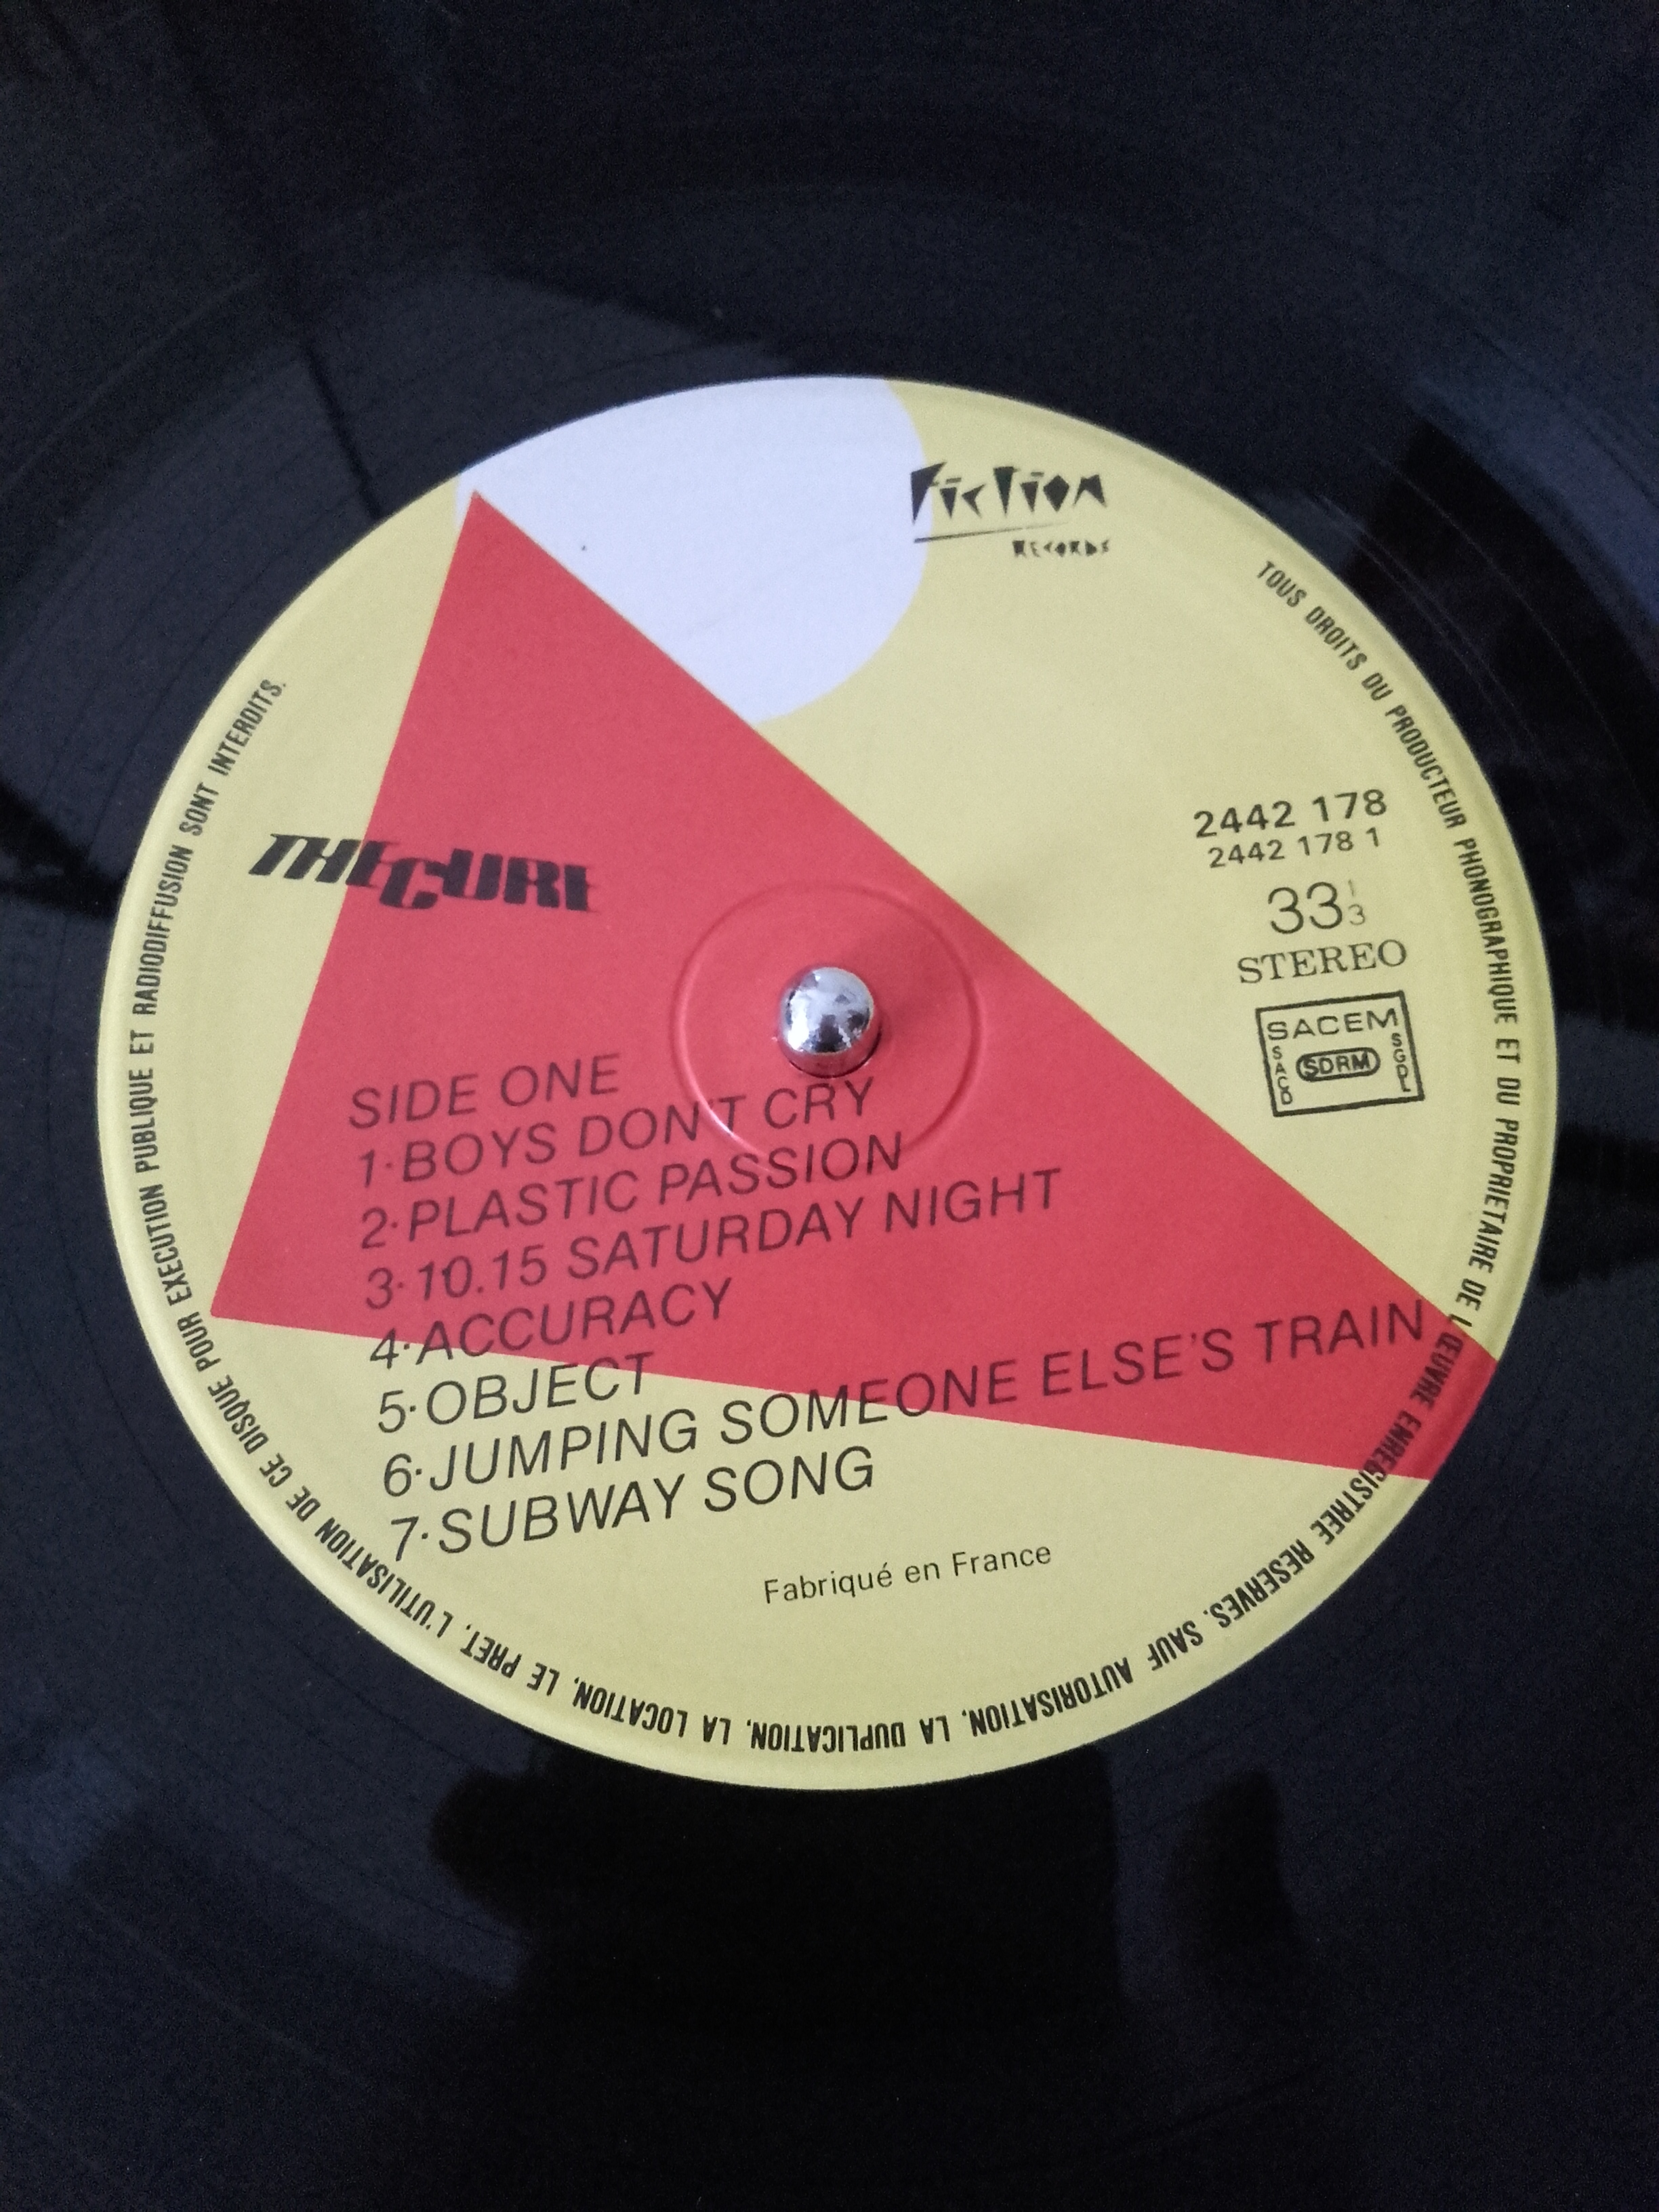 Fiction
RECORDS
THE CURE
2442 178
2442 178 1
33 1/3
STEREO
SACEM
SACD
SDRM
SGDL
SIDE ONE
1·BOYS DON'T CRY
2·PLASTIC PASSION
3·10.15 SATURDAY NIGHT
4·ACCURACY
5·OBJECT
6·JUMPING SOMEONE ELSE'S TRAIN
7·SUBWAY SONG
Fabriqué en France
TOUS DROITS DU PRODUCTEUR PHONOGRAPHIQUE ET DU PROPRIETAIRE DE L'ŒUVRE ENREGISTREE RESERVES. SAUF AUTORISATION, LA DUPLICATION, LA LOCATION, LE PRET, L'UTILISATION DE CE DISQUE POUR EXECUTION PUBLIQUE ET RADIODIFFUSION SONT INTERDITS.